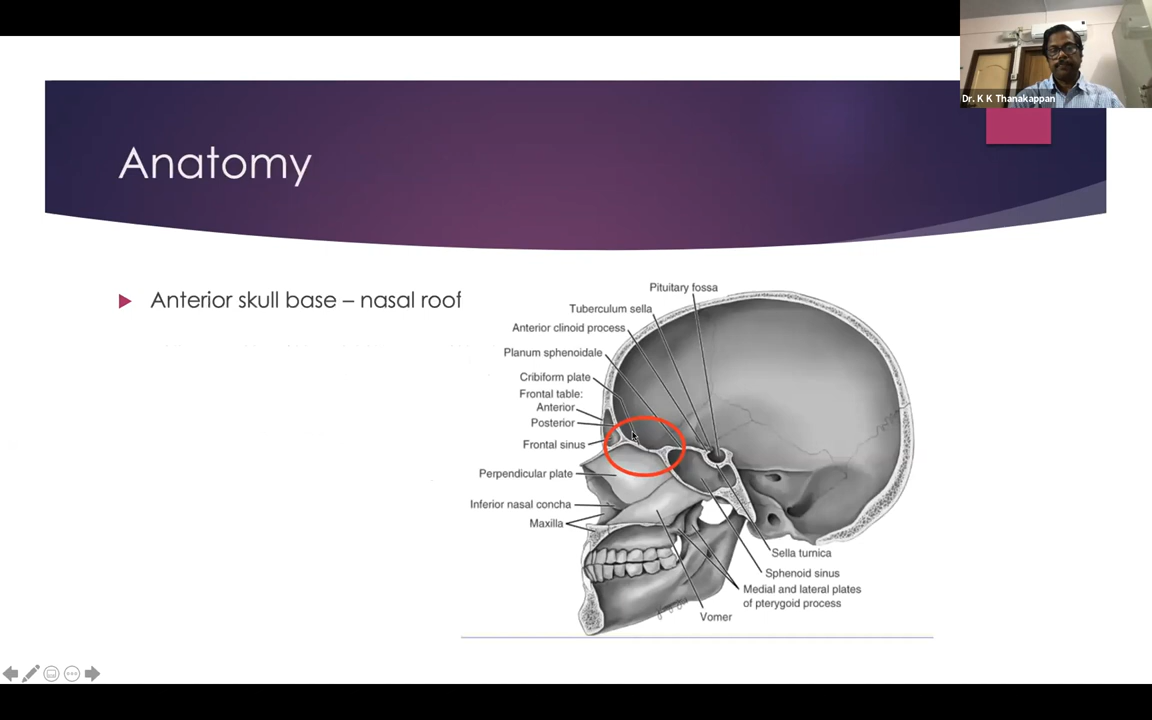 Dr. K K Thanakappan
Anatomy
Anterior skull base – nasal roof
Pituitary fossa
Tuberculum sella
Anterior clinoid process
Planum sphenoidale
Cribiform plate
Frontal table:
Anterior
Posterior
Frontal sinus
Perpendicular plate
Inferior nasal concha
Maxilla
Sella turnica
Sphenoid sinus
Medial and lateral plates
of pterygoid process
Vomer